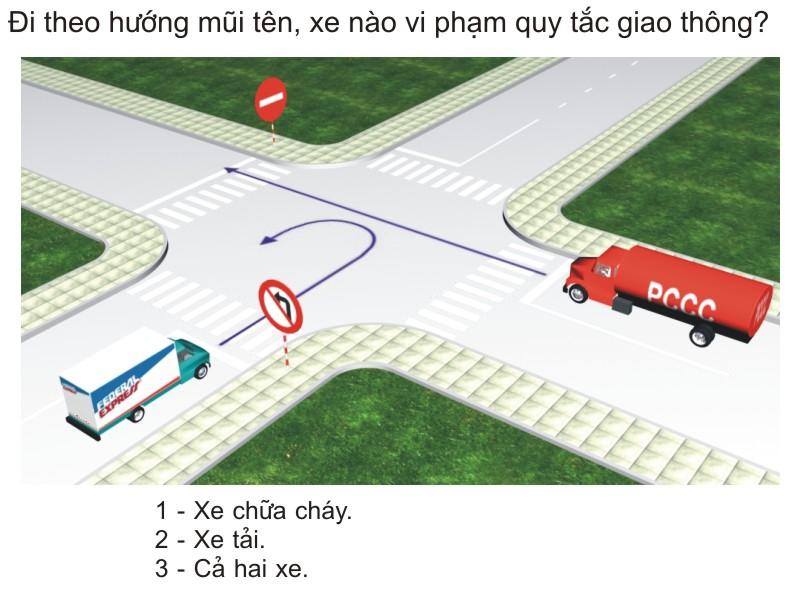 Đi theo hướng mũi tên, xe nào vi phạm quy tắc giao thông?
PCCC
FEDERAL
EXPRESS
1 - Xe chữa cháy.
2 - Xe tải.
3 - Cả hai xe.